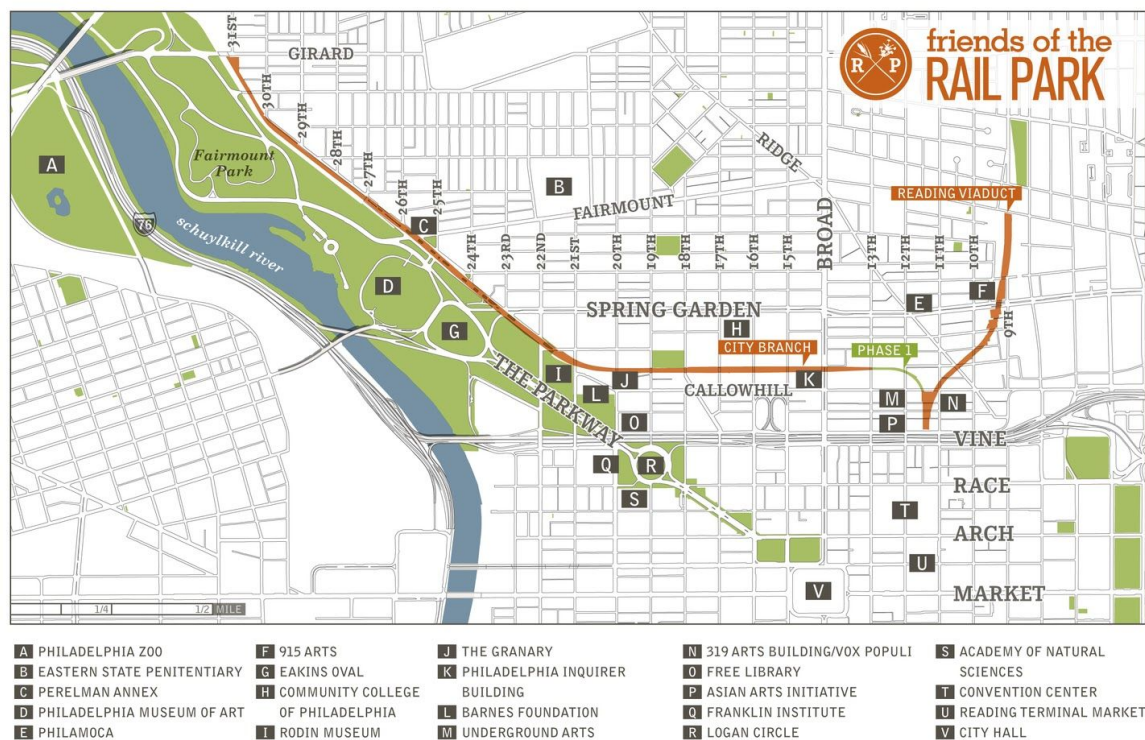 friends of the
R P
RAIL PARK
31ST
GIRARD
30TH
29TH
28TH
27TH
26TH
25TH
24TH
23RD
22ND
21ST
20TH
19TH
18TH
17TH
16TH
15TH
BROAD
13TH
12TH
11TH
10TH
9TH
RIDGE
READING VIADUCT
Fairmount
Park
A
B
FAIRMOUNT
76
schuylkill river
C
D
F
E
SPRING GARDEN
G
H
CITY BRANCH
PHASE 1
THE PARKWAY
I
J
K
CALLOWHILL
L
M
N
O
P
VINE
Q
R
RACE
S
T
ARCH
U
V
MARKET
1/4
1/2 MILE
A PHILADELPHIA ZOO
B EASTERN STATE PENITENTIARY
C PERELMAN ANNEX
D PHILADELPHIA MUSEUM OF ART
E PHILAMOCA
F 915 ARTS
G EAKINS OVAL
H COMMUNITY COLLEGE
OF PHILADELPHIA
I RODIN MUSEUM
J THE GRANARY
K PHILADELPHIA INQUIRER
BUILDING
L BARNES FOUNDATION
M UNDERGROUND ARTS
N 319 ARTS BUILDING/VOX POPULI
O FREE LIBRARY
P ASIAN ARTS INITIATIVE
Q FRANKLIN INSTITUTE
R LOGAN CIRCLE
S ACADEMY OF NATURAL
SCIENCES
T CONVENTION CENTER
U READING TERMINAL MARKET
V CITY HALL